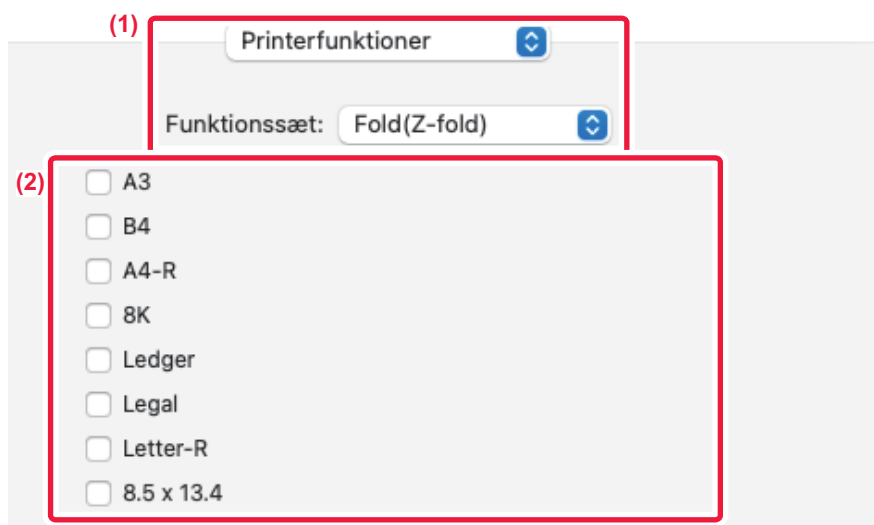 (1)
Printerfunktioner
Funktionssæt: Fold(Z-fold)
(2)
A3
B4
A4-R
8K
Ledger
Legal
Letter-R
8.5 x 13.4